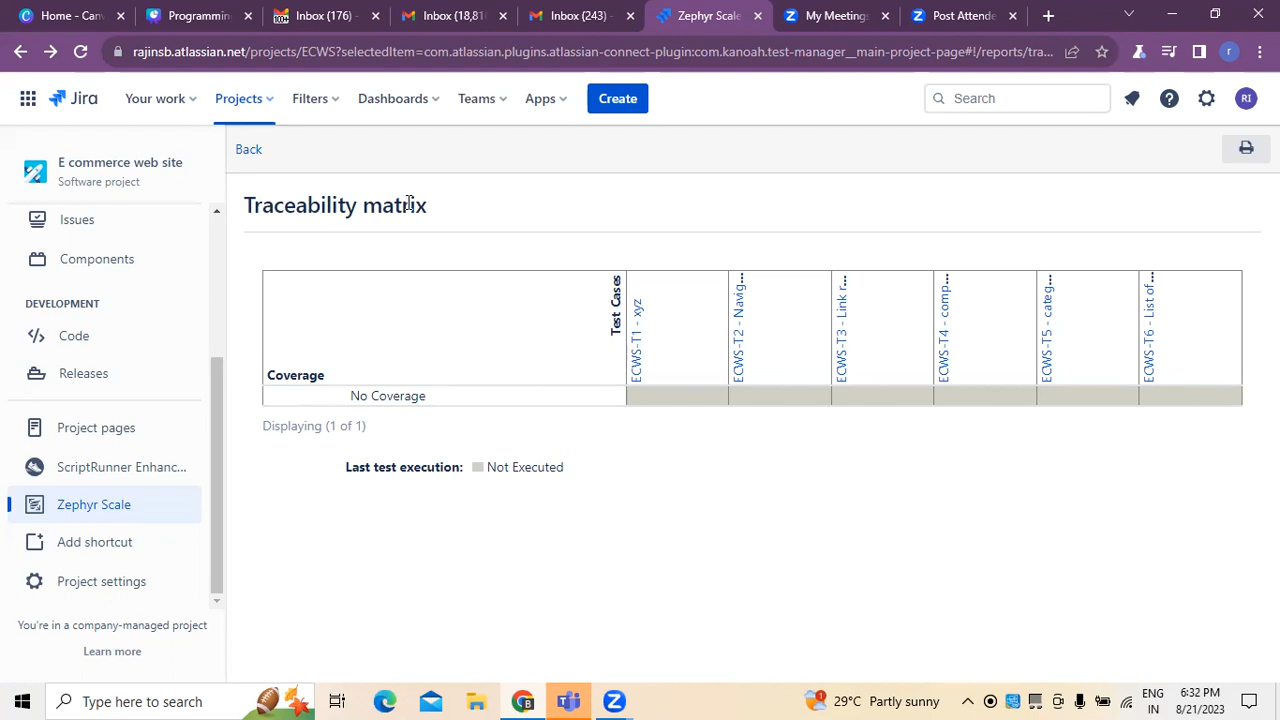 Canoeing -
Programming
100+ Inbox (176) -
Inbox (18,81
Inbox (243) -
Zephyr Scale
My Meetings
Post Attende
rajinsb.atlassian.net/projects/ECWS?selectedItem=com.atlassian.plugins.atlassian-connect-plugin:com.kanoah.test-manager__main-project-page#!/reports/tra...
r
Jira
Your work
Projects
Filters
Dashboards
Teams
Apps
Create
Search
RI
E commerce web site
Software project
Back
Issues
Components
DEVELOPMENT
Code
Releases
Project pages
ScriptRunner Enhanc...
Zephyr Scale
Add shortcut
Project settings
You're in a company-managed project
Learn more
Traceability matrix
Test Cases
ECWS-T1 - xyz
ECWS-T2 - Navig...
ECWS-T3 - Link r...
ECWS-T4 - comp...
ECWS-T5 - categ...
ECWS-T6 - List of...
Coverage
No Coverage
Displaying (1 of 1)
Last test execution: Not Executed
Type here to search
1
29°C Partly sunny
ENG
IN
6:32 PM
8/21/2023